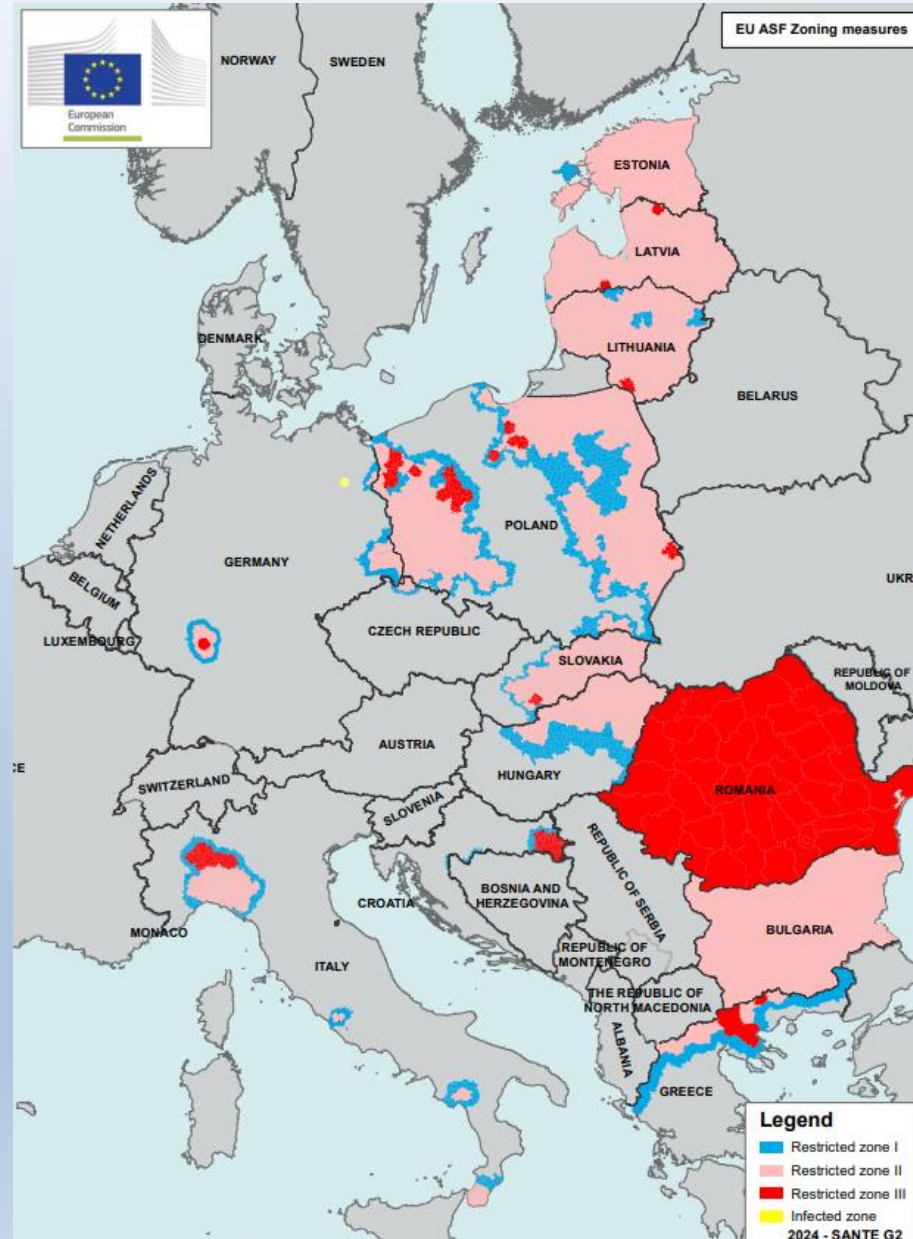 European
Commission
EU ASF Zoning measures
NORWAY
SWEDEN
ESTONIA
LATVIA
DENMARK
LITHUANIA
BELARUS
NETHERLANDS
POLAND
GERMANY
BELGIUM
UKR
LUXEMBOURG
CZECH REPUBLIC
SLOVAKIA
REPUBLIC OF
MOLDOVA
AUSTRIA
CE
HUNGARY
SWITZERLAND
ROMANIA
SLOVENIA
REPUBLIC OF SERBIA
BOSNIA AND
HERZEGOVINA
CROATIA
MONACO
BULGARIA
ITALY
REPUBLIC OF
MONTENEGRO
THE REPUBLIC OF
NORTH MACEDONIA
ALBANIA
GREECE
Legend
Restricted zone I
Restricted zone II
Restricted zone III
Infected zone
2024 - SANTE G2